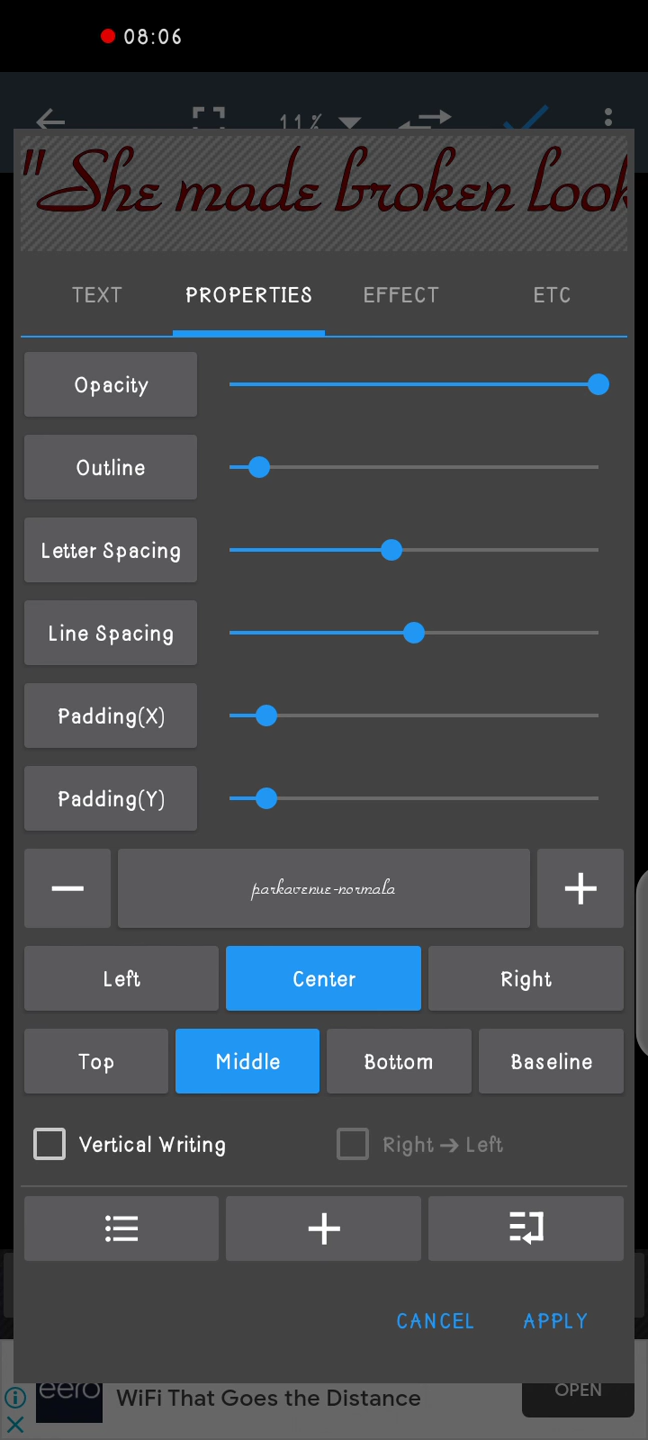 08:06
11%
"She made broken look
TEXT PROPERTIES EFFECT ETC
Opacity
Outline
Letter Spacing
Line Spacing
Padding(X)
Padding(Y)
parkavenue-normala
Left Center Right
Top Middle Bottom Baseline
Vertical Writing Right → Left
CANCEL APPLY
eero WiFi That Goes the Distance OPEN